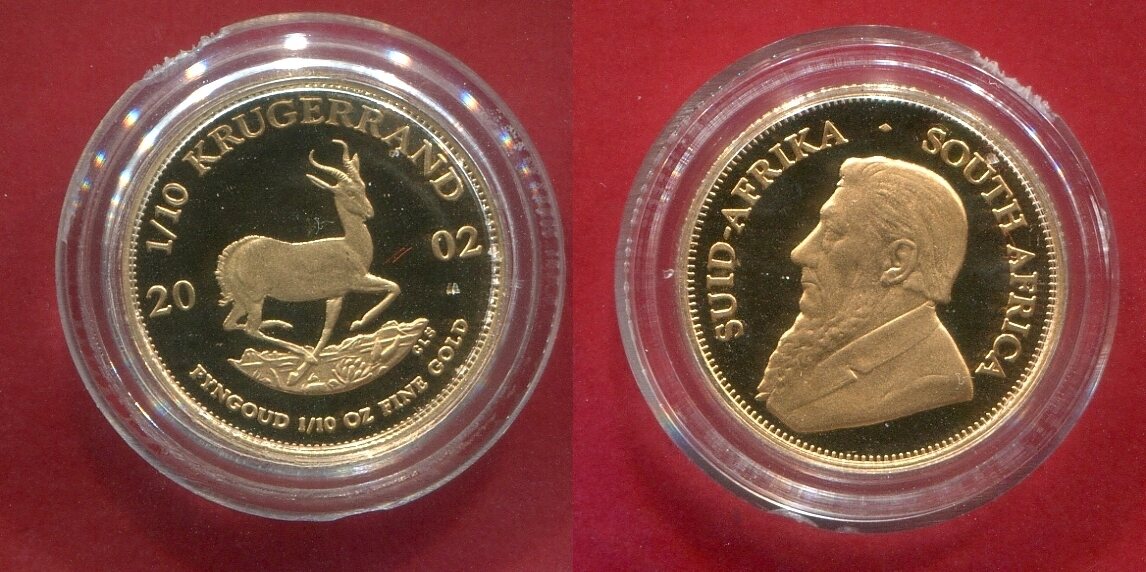 1/10 KRUGERRAND
20 02
FYNGOUD 1/10 OZ FINE GOLD
SUID-AFRIKA · SOUTH AFRICA